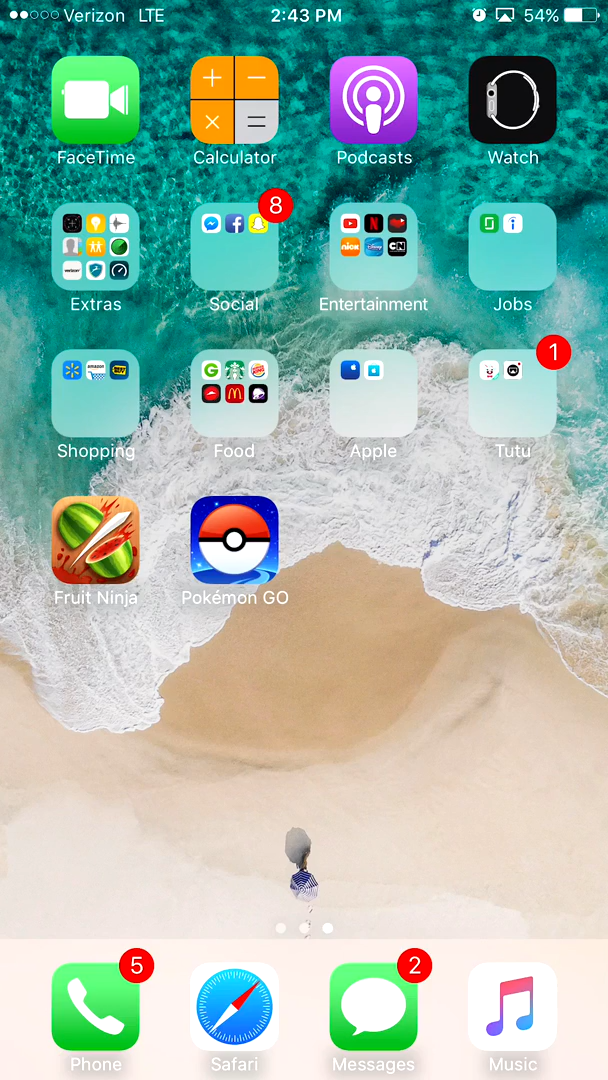 Verizon LTE 2:43 PM 54%
FaceTime Calculator Podcasts Watch
8
Extras Social Entertainment Jobs
1
Shopping Food Apple Tutu
Fruit Ninja Pokémon GO
5 2
Phone Safari Messages Music